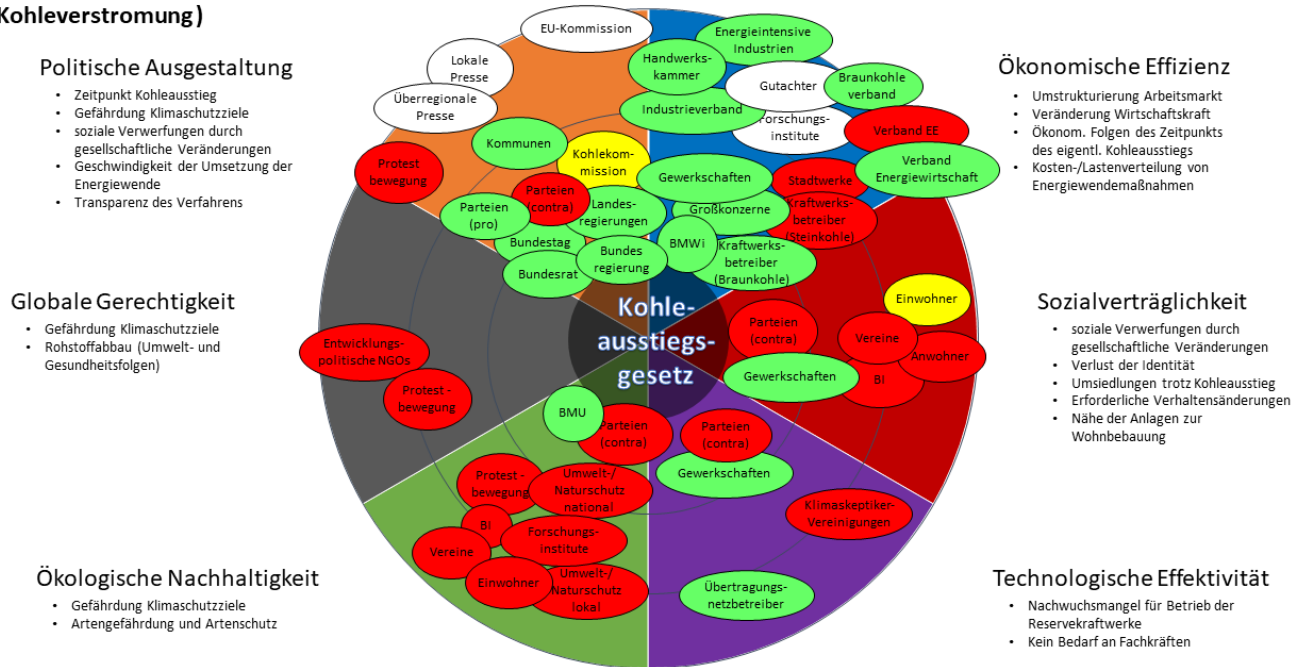 Kohleverstromung)
Politische Ausgestaltung
• Zeitpunkt Kohleausstieg
• Gefährdung Klimaschutzziele
• soziale Verwerfungen durch
gesellschaftliche Veränderungen
• Geschwindigkeit der Umsetzung der
Energiewende
• Transparenz des Verfahrens
Globale Gerechtigkeit
• Gefährdung Klimaschutzziele
• Rohstoffabbau (Umwelt- und
Gesundheitsfolgen)
Ökologische Nachhaltigkeit
• Gefährdung Klimaschutzziele
• Artengefährdung und Artenschutz
EU-Kommission
Lokale
Presse
Überregionale
Presse
Kommunen
Kohlekom-
mission
Protest
bewegung
Parteien
(contra)
Parteien
(pro)
Landes-
regierungen
Bundestag
Bundes
regierung
Bundesrat
Energieintensive
Industrien
Handwerks-
kammer
Gutachter
Braunkohle
verband
Industrieverband
Forschungs-
institute
Verband EE
Verband
Energiewirtschaft
Gewerkschaften
Stadtwerke
Großkonzerne
Kraftwerks-
betreiber
(Steinkohle)
BMWi
Kraftwerks-
betreiber
(Braunkohle)
Kohle-
ausstiegs-
gesetz
Einwohner
Parteien
(contra)
Vereine
Anwohner
Gewerkschaften
BI
Entwicklungs-
politische NGOs
Protest -
bewegung
BMU
Parteien
(contra)
Protest -
bewegung
Umwelt-/
Naturschutz
national
BI
Forschungs-
institute
Vereine
Einwohner
Umwelt-/
Naturschutz
lokal
Parteien
(contra)
Gewerkschaften
Klimaskeptiker-
Vereinigungen
Übertragungs-
netzbetreiber
Ökonomische Effizienz
• Umstrukturierung Arbeitsmarkt
• Veränderung Wirtschaftskraft
• Ökonom. Folgen des Zeitpunkts
des eigentl. Kohleausstiegs
• Kosten-/Lastenverteilung von
Energiewendemaßnahmen
Sozialverträglichkeit
• soziale Verwerfungen durch
gesellschaftliche Veränderungen
• Verlust der Identität
• Umsiedlungen trotz Kohleausstieg
• Erforderliche Verhaltensänderungen
• Nähe der Anlagen zur
Wohnbebauung
Technologische Effektivität
• Nachwuchsmangel für Betrieb der
Reservekraftwerke
• Kein Bedarf an Fachkräften